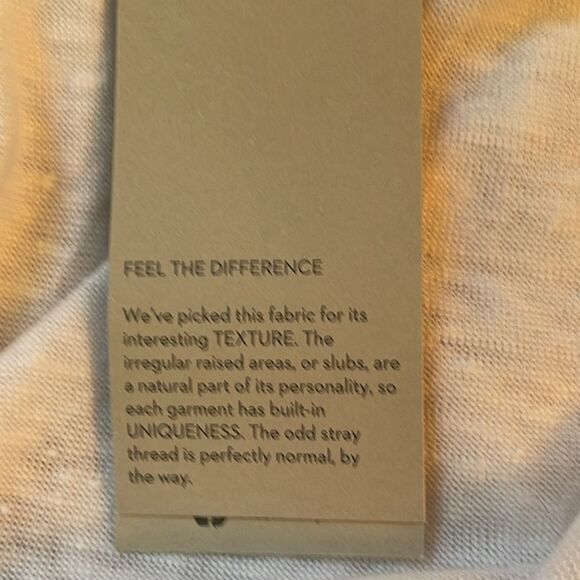 FEEL THE DIFFERENCE
We've picked this fabric for its
interesting TEXTURE. The
irregular raised areas, or slubs, are
a natural part of its personality, so
each garment has built-in
UNIQUENESS. The odd stray
thread is perfectly normal, by
the way.